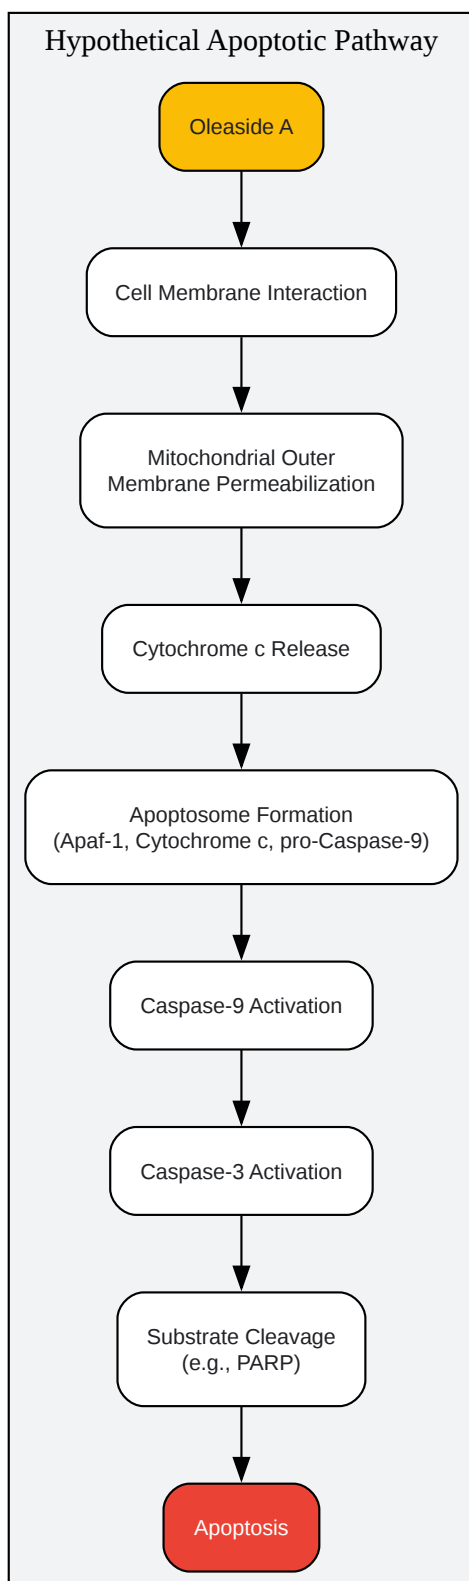 Hypothetical Apoptotic Pathway
Oleaside A
Cell Membrane Interaction
Mitochondrial Outer
Membrane Permeabilization
Cytochrome c Release
Apoptosome Formation
(Apaf-1, Cytochrome c, pro-Caspase-9)
Caspase-9 Activation
Caspase-3 Activation
Substrate Cleavage
(e.g., PARP)
Apoptosis